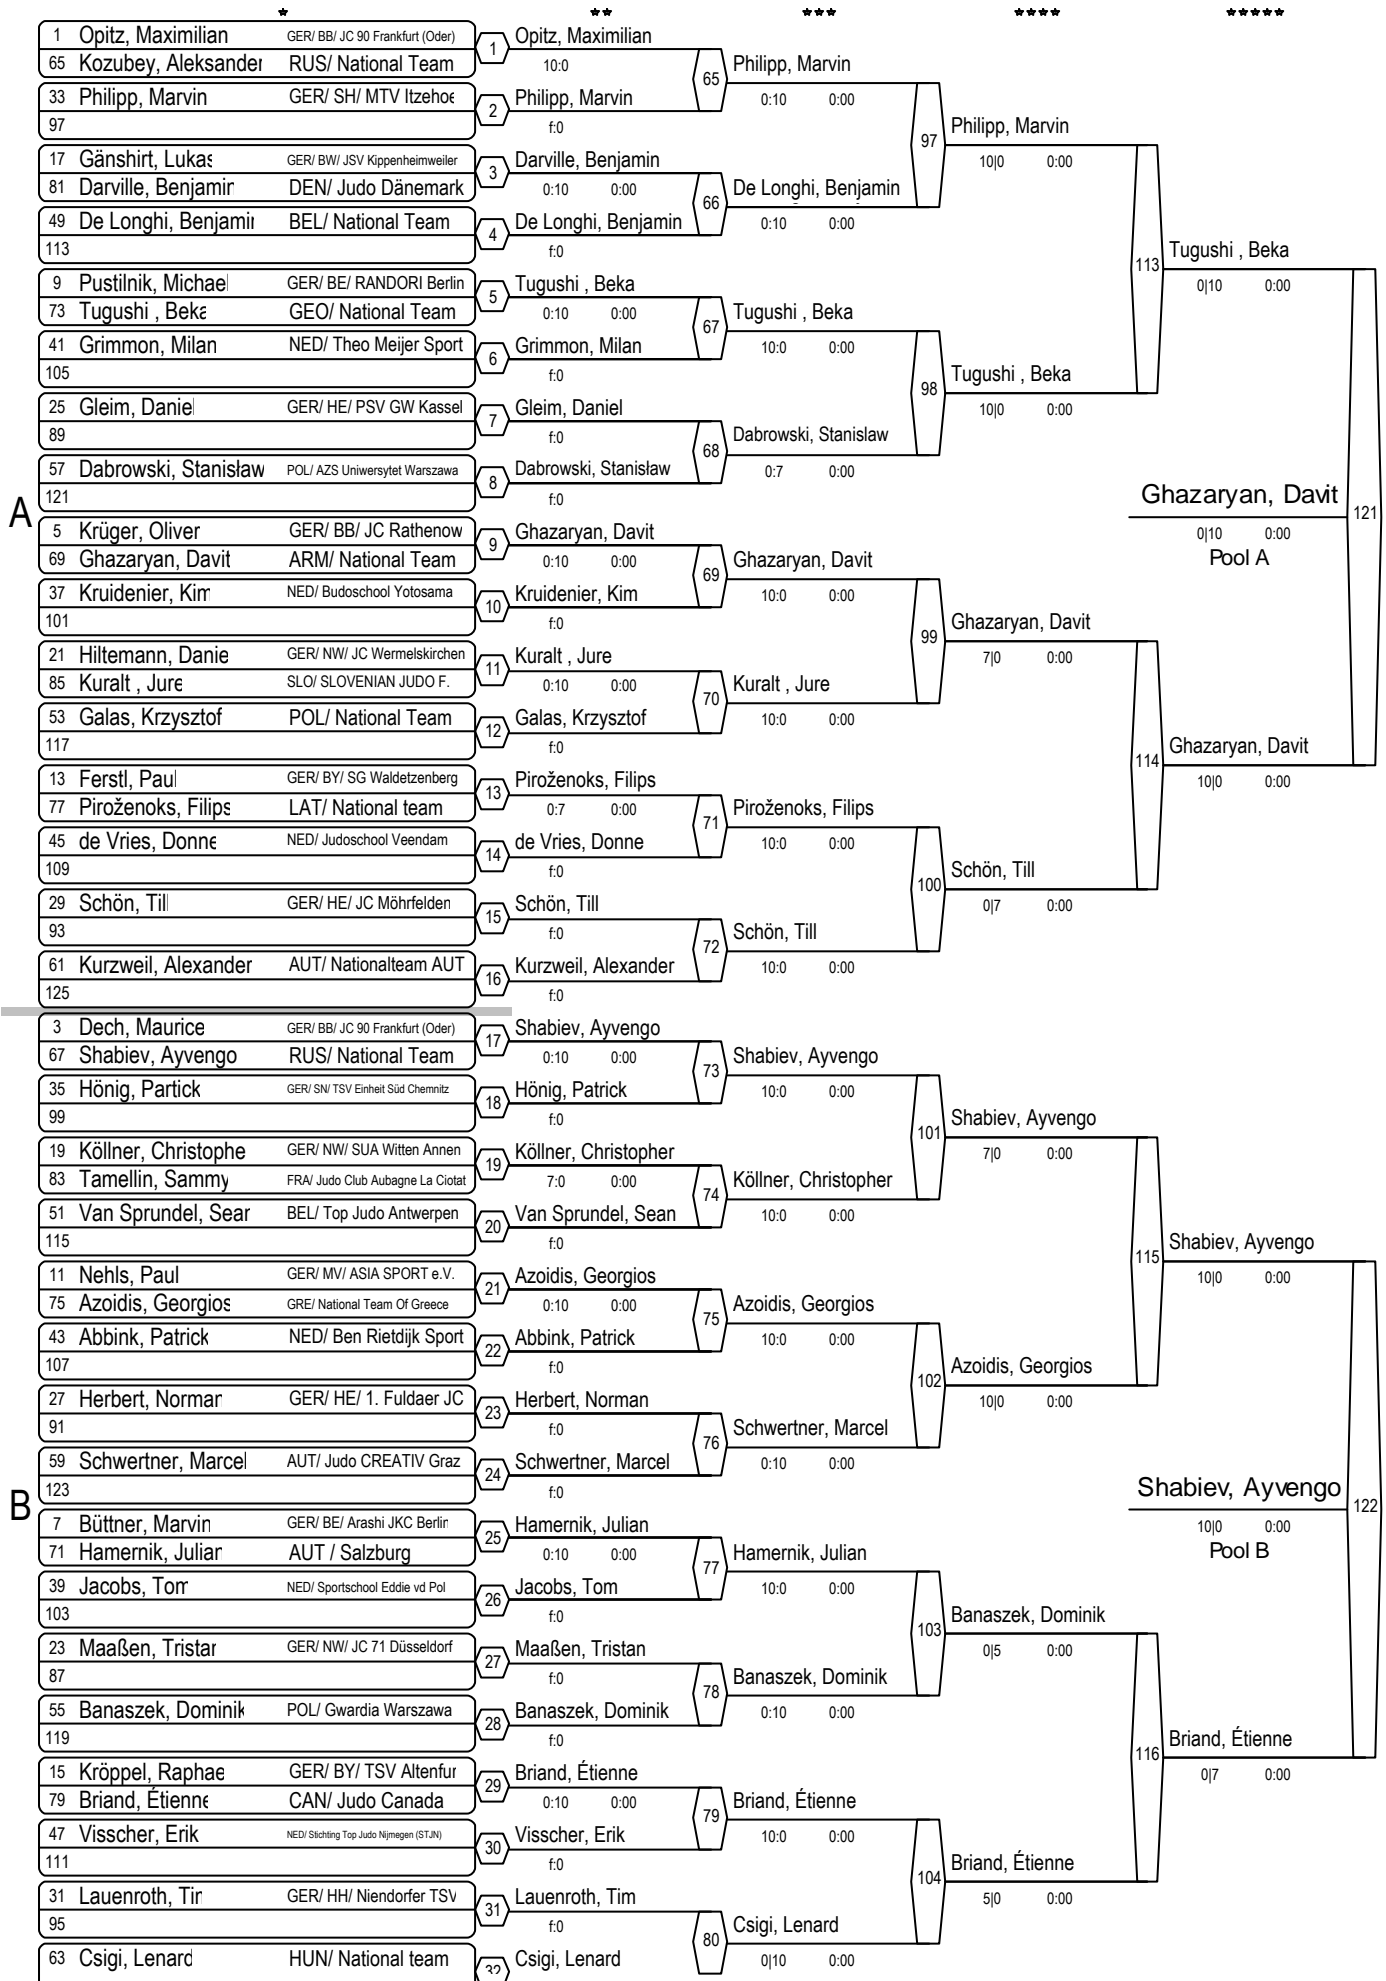 * ** *** **** *****
1 Opitz, Maximilian GER/ BB/ JC 90 Frankfurt (Oder)
65 Kozubey, Aleksander RUS/ National Team
1 Opitz, Maximilian
10:0
33 Philipp, Marvin GER/ SH/ MTV Itzehoe
97
2 Philipp, Marvin
f:0
65 Philipp, Marvin
0:10 0:00
17 Gänshirt, Lukas GER/ BW/ JSV Kippenheimweiler
81 Darville, Benjamin DEN/ Judo Dänemark
3 Darville, Benjamin
0:10 0:00
49 De Longhi, Benjamin BEL/ National Team
113
4 De Longhi, Benjamin
f:0
66 De Longhi, Benjamin
0:10 0:00
97 Philipp, Marvin
10|0 0:00
9 Pustilnik, Michael GER/ BE/ RANDORI Berlin
73 Tugushi , Beka GEO/ National Team
5 Tugushi , Beka
0:10 0:00
41 Grimmon, Milan NED/ Theo Meijer Sport
105
6 Grimmon, Milan
f:0
67 Tugushi , Beka
10:0 0:00
25 Gleim, Daniel GER/ HE/ PSV GW Kassel
89
7 Gleim, Daniel
f:0
57 Dabrowski, Stanisław POL/ AZS Uniwersytet Warszawa
121
8 Dabrowski, Stanisław
f:0
68 Dabrowski, Stanislaw
0:7 0:00
98 Tugushi , Beka
10|0 0:00
113 Tugushi , Beka
0|10 0:00
A
5 Krüger, Oliver GER/ BB/ JC Rathenow
69 Ghazaryan, Davit ARM/ National Team
9 Ghazaryan, Davit
0:10 0:00
37 Kruidenier, Kim NED/ Budoschool Yotosama
101
10 Kruidenier, Kim
f:0
69 Ghazaryan, Davit
10:0 0:00
21 Hiltemann, Danie GER/ NW/ JC Wermelskirchen
85 Kuralt , Jure SLO/ SLOVENIAN JUDO F.
11 Kuralt , Jure
0:10 0:00
53 Galas, Krzysztof POL/ National Team
117
12 Galas, Krzysztof
f:0
70 Kuralt , Jure
10:0 0:00
99 Ghazaryan, Davit
7|0 0:00
13 Ferstl, Paul GER/ BY/ SG Waldetzenberg
77 Piroženoks, Filips LAT/ National team
13 Piroženoks, Filips
0:7 0:00
45 de Vries, Donne NED/ Judoschool Veendam
109
14 de Vries, Donne
f:0
71 Piroženoks, Filips
10:0 0:00
29 Schön, Till GER/ HE/ JC Möhrfelden
93
15 Schön, Till
f:0
61 Kurzweil, Alexander AUT/ Nationalteam AUT
125
16 Kurzweil, Alexander
f:0
72 Schön, Till
10:0 0:00
100 Schön, Till
0|7 0:00
114 Ghazaryan, Davit
10|0 0:00
Ghazaryan, Davit 121
0|10 0:00
Pool A
3 Dech, Maurice GER/ BB/ JC 90 Frankfurt (Oder)
67 Shabiev, Ayvengo RUS/ National Team
17 Shabiev, Ayvengo
0:10 0:00
35 Hönig, Partick GER/ SN/ TSV Einheit Süd Chemnitz
99
18 Hönig, Patrick
f:0
73 Shabiev, Ayvengo
10:0 0:00
19 Köllner, Christophe GER/ NW/ SUA Witten Annen
83 Tamellin, Sammy FRA/ Judo Club Aubagne La Ciotat
19 Köllner, Christopher
7:0 0:00
51 Van Sprundel, Sean BEL/ Top Judo Antwerpen
115
20 Van Sprundel, Sean
f:0
74 Köllner, Christopher
10:0 0:00
101 Shabiev, Ayvengo
7|0 0:00
11 Nehls, Paul GER/ MV/ ASIA SPORT e.V.
75 Azoidis, Georgios GRE/ National Team Of Greece
21 Azoidis, Georgios
0:10 0:00
43 Abbink, Patrick NED/ Ben Rietdijk Sport
107
22 Abbink, Patrick
f:0
75 Azoidis, Georgios
10:0 0:00
27 Herbert, Norman GER/ HE/ 1. Fuldaer JC
91
23 Herbert, Norman
f:0
59 Schwertner, Marcel AUT/ Judo CREATIV Graz
123
24 Schwertner, Marcel
f:0
76 Schwertner, Marcel
0:10 0:00
102 Azoidis, Georgios
10|0 0:00
115 Shabiev, Ayvengo
10|0 0:00
B
7 Büttner, Marvin GER/ BE/ Arashi JKC Berlin
71 Hamernik, Julian AUT / Salzburg
25 Hamernik, Julian
0:10 0:00
39 Jacobs, Tom NED/ Sportschool Eddie vd Pol
103
26 Jacobs, Tom
f:0
77 Hamernik, Julian
10:0 0:00
23 Maaßen, Tristan GER/ NW/ JC 71 Düsseldorf
87
27 Maaßen, Tristan
f:0
55 Banaszek, Dominik POL/ Gwardia Warszawa
119
28 Banaszek, Dominik
f:0
78 Banaszek, Dominik
0:10 0:00
103 Banaszek, Dominik
0|5 0:00
15 Kröppel, Raphae GER/ BY/ TSV Altenfur
79 Briand, Étienne CAN/ Judo Canada
29 Briand, Étienne
0:10 0:00
47 Visscher, Erik NED/ Stichting Top Judo Nijmegen (STJN)
111
30 Visscher, Erik
f:0
79 Briand, Étienne
10:0 0:00
31 Lauenroth, Tim GER/ HH/ Niendorfer TSV
95
31 Lauenroth, Tim
f:0
63 Csigi, Lenard HUN/ National team
32 Csigi, Lenard
80 Csigi, Lenard
0|10 0:00
104 Briand, Étienne
5|0 0:00
116 Briand, Étienne
0|7 0:00
Shabiev, Ayvengo 122
10|0 0:00
Pool B